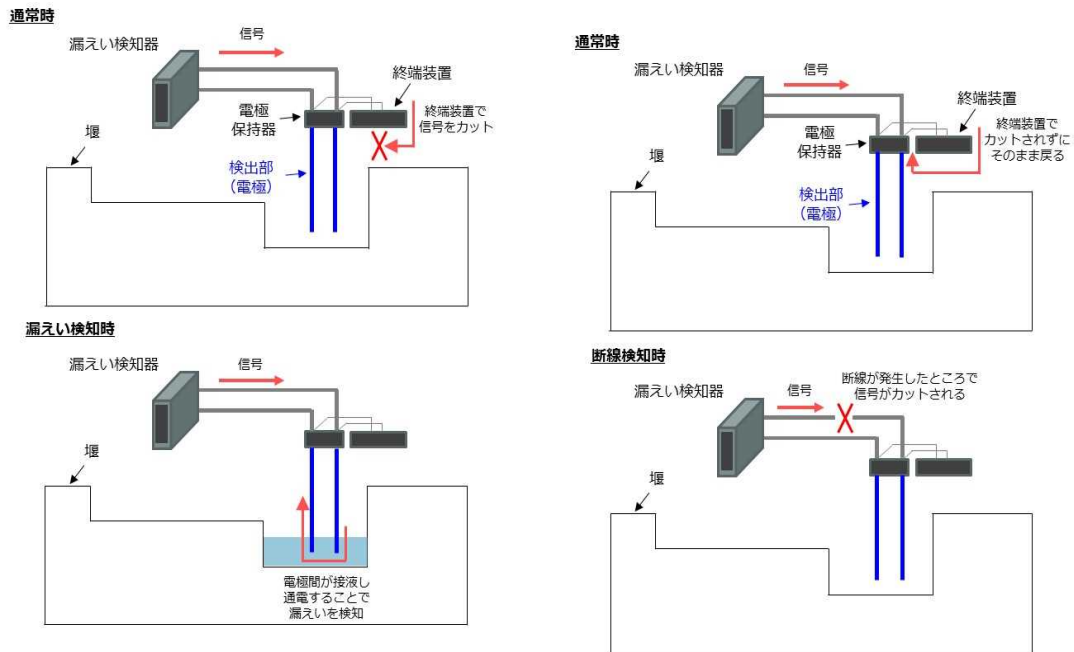 通常時
漏えい検知器
信号
終端装置
電極
保持器
終端装置で
信号をカット
堰
検出部
（電極）
漏えい検知時
漏えい検知器
信号
堰
電極間が接液し
通電することで
漏えいを検知
通常時
漏えい検知器
信号
終端装置
電極
保持器
終端装置で
カットされずに
そのまま戻る
堰
検出部
（電極）
断線検知時
漏えい検知器
信号
断線が発生したところで
信号がカットされる
堰